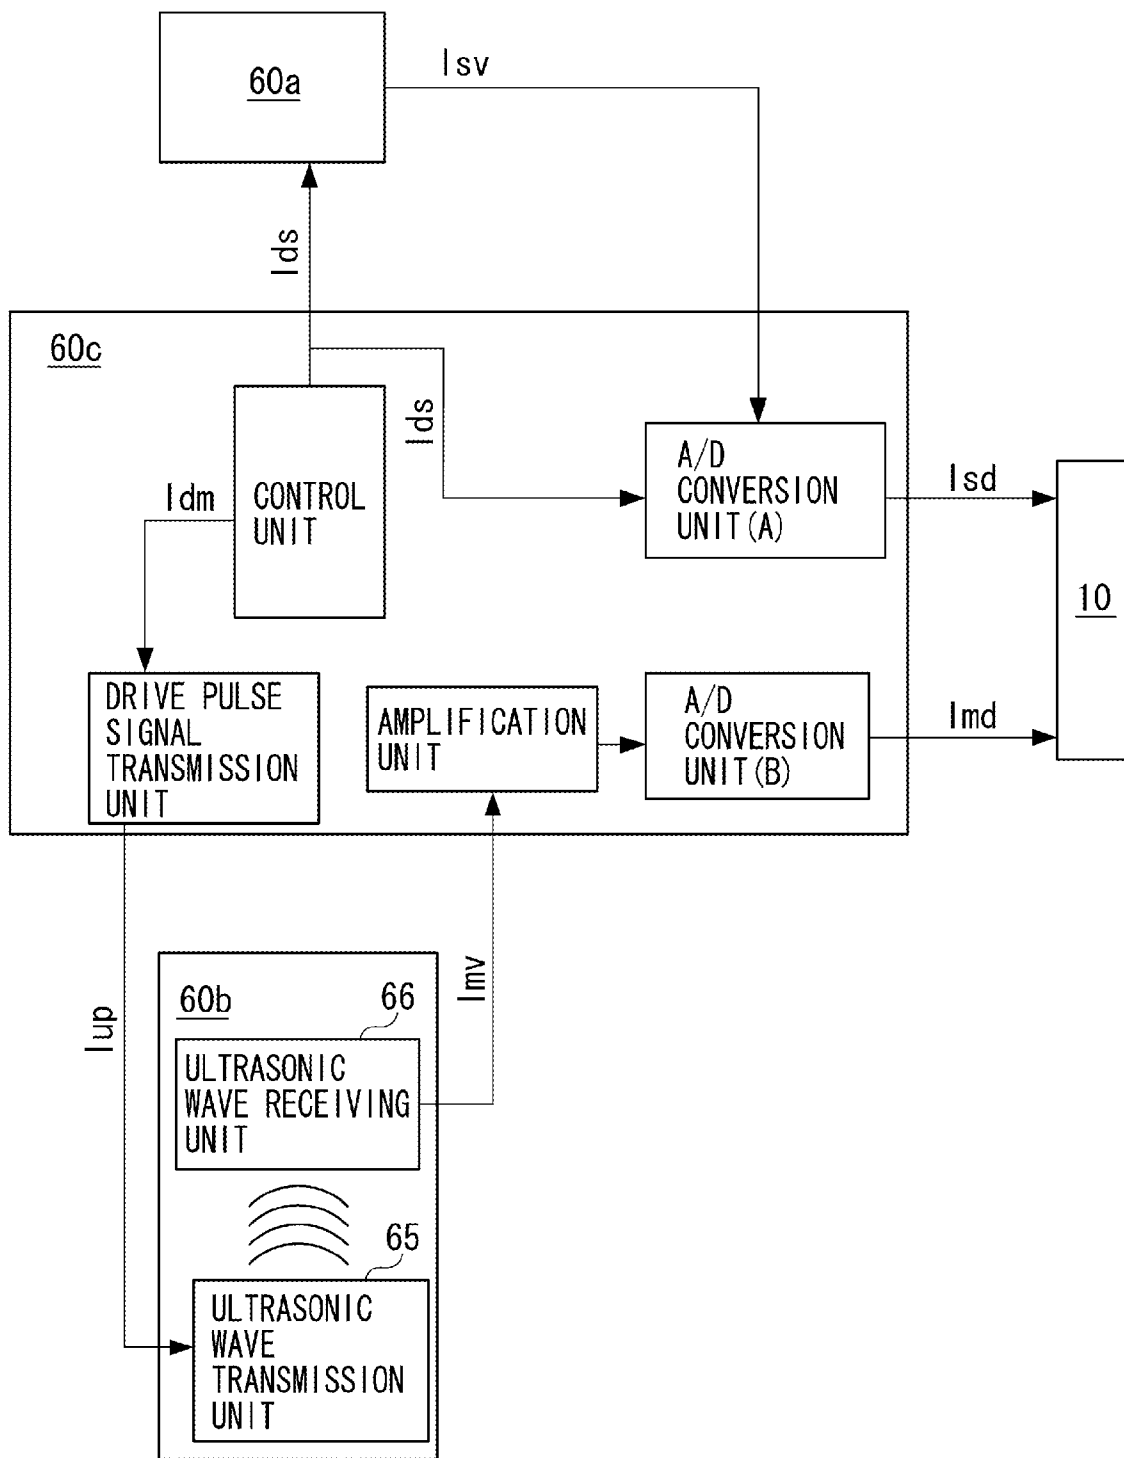 60a
Isv
Ids
60c
Ids
CONTROL
UNIT
Idm
A/D
CONVERSION
UNIT(A)
Isd
10
DRIVE PULSE
SIGNAL
TRANSMISSION
UNIT
AMPLIFICATION
UNIT
A/D
CONVERSION
UNIT(B)
Imd
Iup
Imv
60b
66
ULTRASONIC
WAVE RECEIVING
UNIT
65
ULTRASONIC
WAVE
TRANSMISSION
UNIT